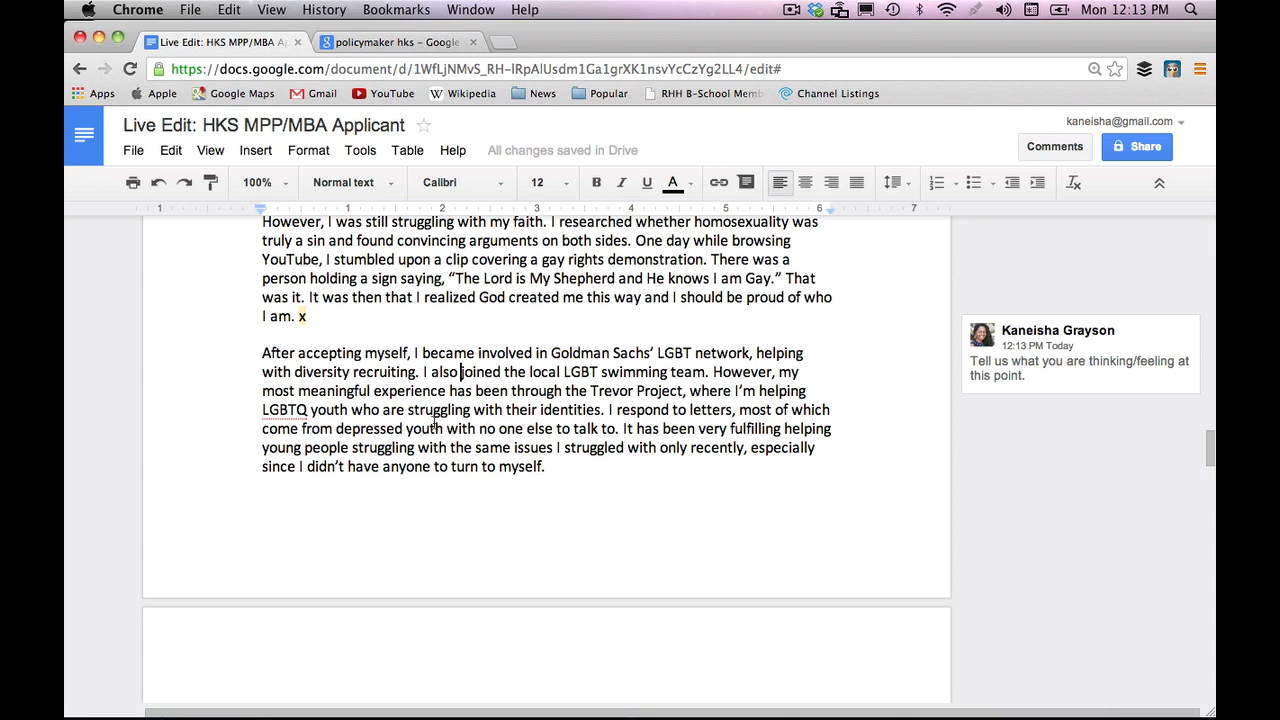 Chrome File Edit View History Bookmarks Window Help Mon 12:13 PM
Live Edit: HKS MPP/MBA Ap policymaker hks - Google
https://docs.google.com/document/d/1WfLjNMvS_RH-lRpAlUsdm1Ga1grXK1nsvYcCzYg2LL4/edit#
Apps Apple Google Maps Gmail YouTube Wikipedia News Popular RHH B-School Memb Channel Listings
Live Edit: HKS MPP/MBA Applicant
kaneisha@gmail.com
File Edit View Insert Format Tools Table Help All changes saved in Drive
Comments Share
100% Normal text Calibri 12 B I U A
1 1 2 3 4 5 6 7
However, I was still struggling with my faith. I researched whether homosexuality was
truly a sin and found convincing arguments on both sides. One day while browsing
YouTube, I stumbled upon a clip covering a gay rights demonstration. There was a
person holding a sign saying, “The Lord is My Shepherd and He knows I am Gay.” That
was it. It was then that I realized God created me this way and I should be proud of who
I am. x
After accepting myself, I became involved in Goldman Sachs’ LGBT network, helping
with diversity recruiting. I also joined the local LGBT swimming team. However, my
most meaningful experience has been through the Trevor Project, where I’m helping
LGBTQ youth who are struggling with their identities. I respond to letters, most of which
come from depressed youth with no one else to talk to. It has been very fulfilling helping
young people struggling with the same issues I struggled with only recently, especially
since I didn’t have anyone to turn to myself.
Kaneisha Grayson
12:13 PM Today
Tell us what you are thinking/feeling at
this point.